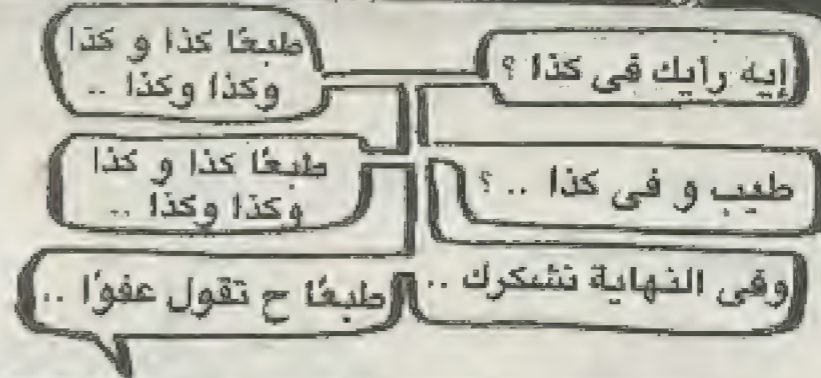 إيه رايك فى كذا ؟
طبعًا كذا و كذا
وكذا وكذا ..
طيب و فى كذا .. ؟
طبعًا كذا و كذا
وكذا وكذا ..
وفى النهاية نشكرك ..
طبعًا ح تقول عفوًا ..